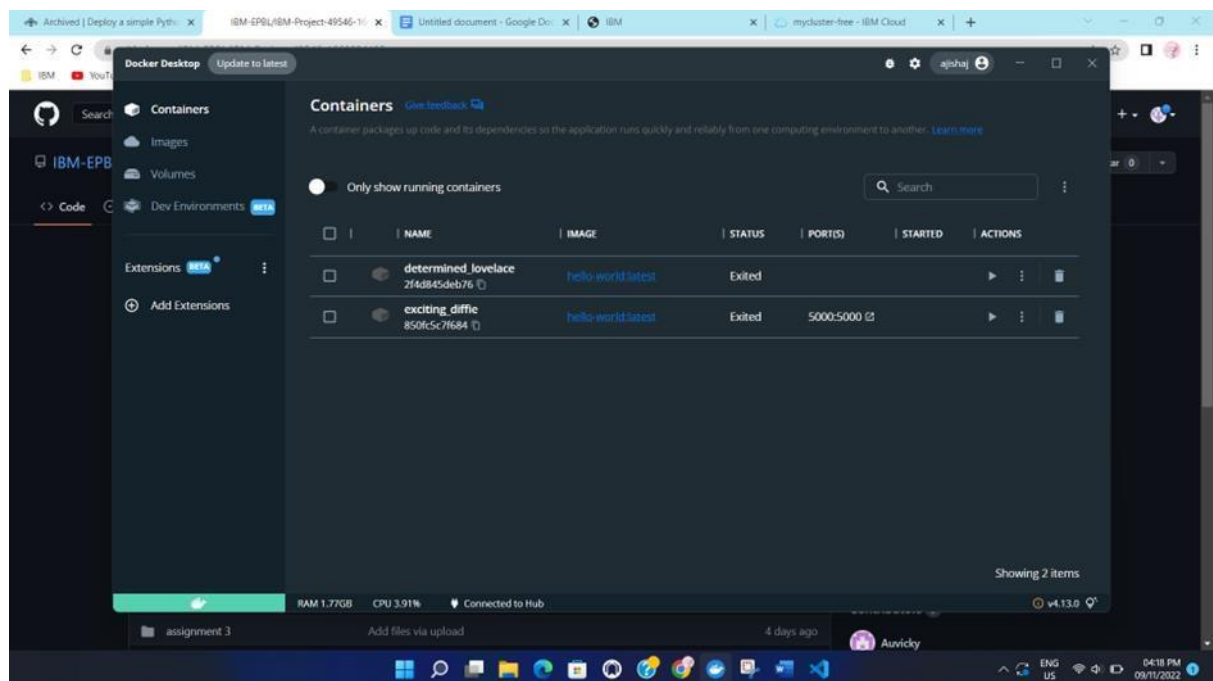 Archived | Deploy a simple Pytho
IBM-EPBL/IBM-Project-49546-16
Untitled document - Google Doc
IBM
mycluster-free - IBM Cloud
IBM
YouTu
Docker Desktop
Update to latest
ajishaj
Search
IBM-EPB
0
Code
Containers
Images
Volumes
Dev Environments BETA
Extensions BETA
Add Extensions
Containers Give feedback
A container packages up code and its dependencies so the application runs quickly and reliably from one computing environment to another. Learn more
Only show running containers
Search
NAME IMAGE STATUS PORT(S) STARTED ACTIONS
determined_lovelace hello-world:latest Exited
2f4d845deb76
exciting_diffie hello-world:latest Exited 5000:5000
850fc5c7f684
Showing 2 items
RAM 1.77GB CPU 3.91% Connected to Hub
v4.13.0
assignment 3 Add files via upload 4 days ago
Auvicky
ENG
US
04:18 PM
09/11/2022
1